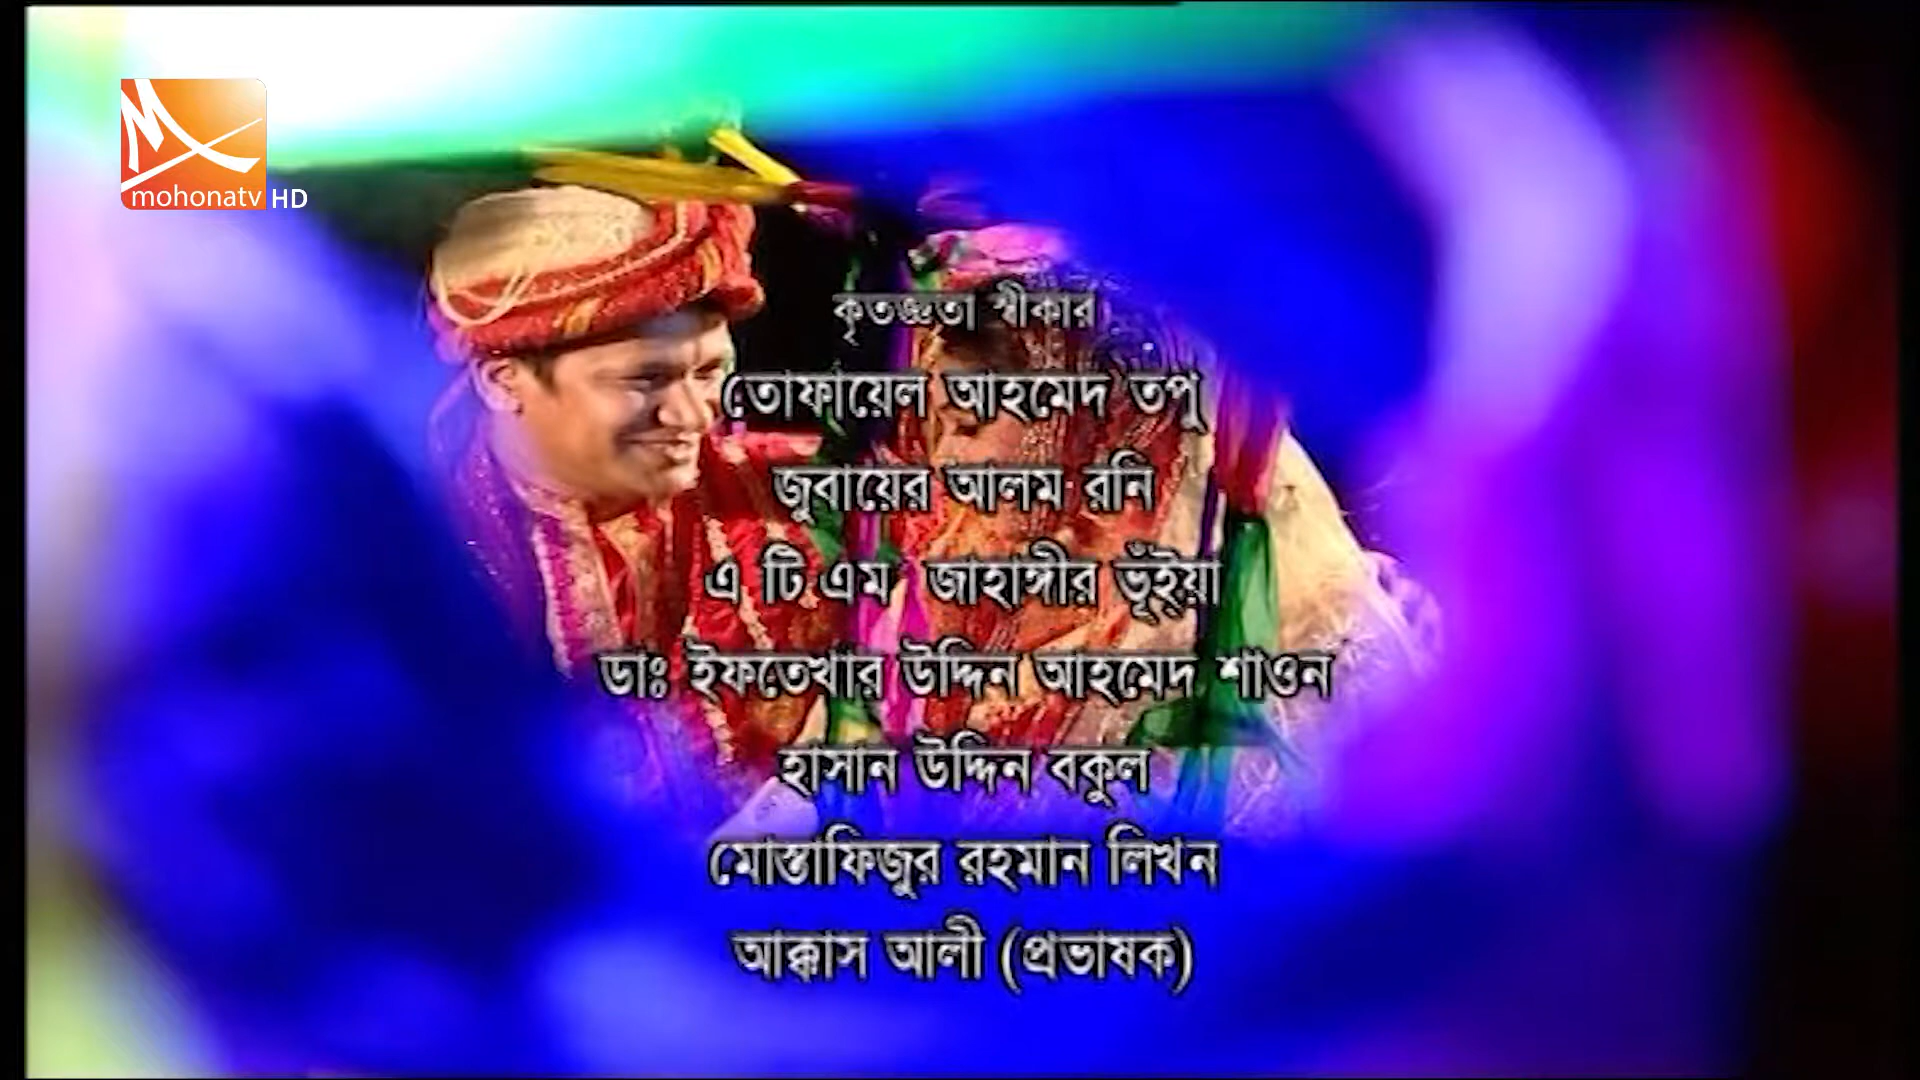 mohonatv HD
কৃতজ্ঞতা স্বীকার
তোফায়েল আহমেদ তপু
জুবায়ের আলম রনি
এ টি এম জাহাঙ্গীর ভূঁইয়া
ডাঃ ইফতেখার উদ্দিন আহমেদ শাওন
হাসান উদ্দিন বকুল
মোস্তাফিজুর রহমান লিখন
আক্কাস আলী (প্রভাষক)